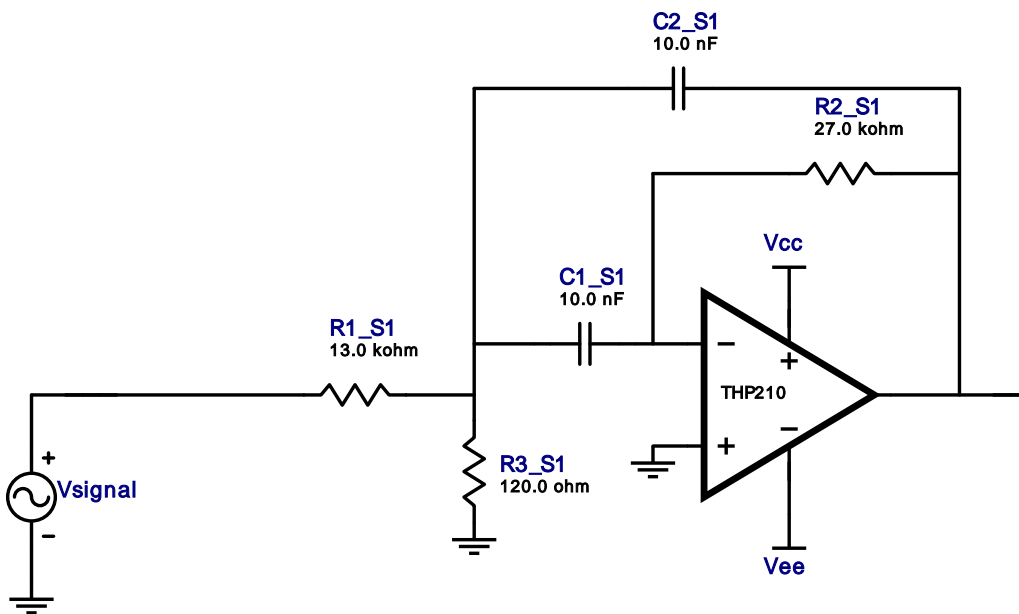 C2_S1
10.0 nF
R2_S1
27.0 kohm
Vcc
C1_S1
10.0 nF
R1_S1
13.0 kohm
−
+
THP210
−
+
R3_S1
120.0 ohm
+
Vsignal
−
Vee